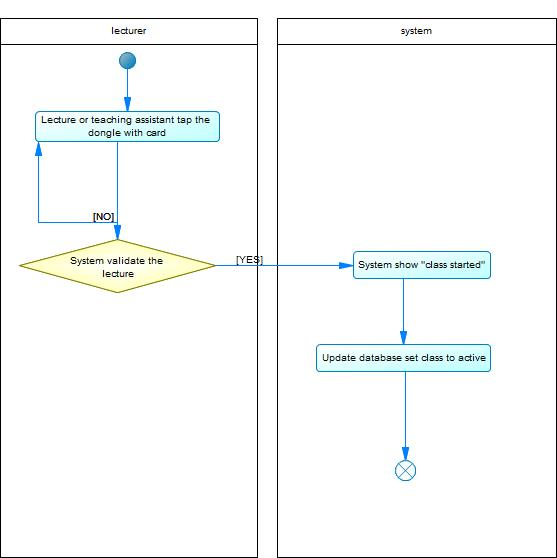 lecturer
system
Lecture or teaching assistant tap the
dongle with card
[NO]
System validate the
lecture
[YES]
System show "class started"
Update database set class to active